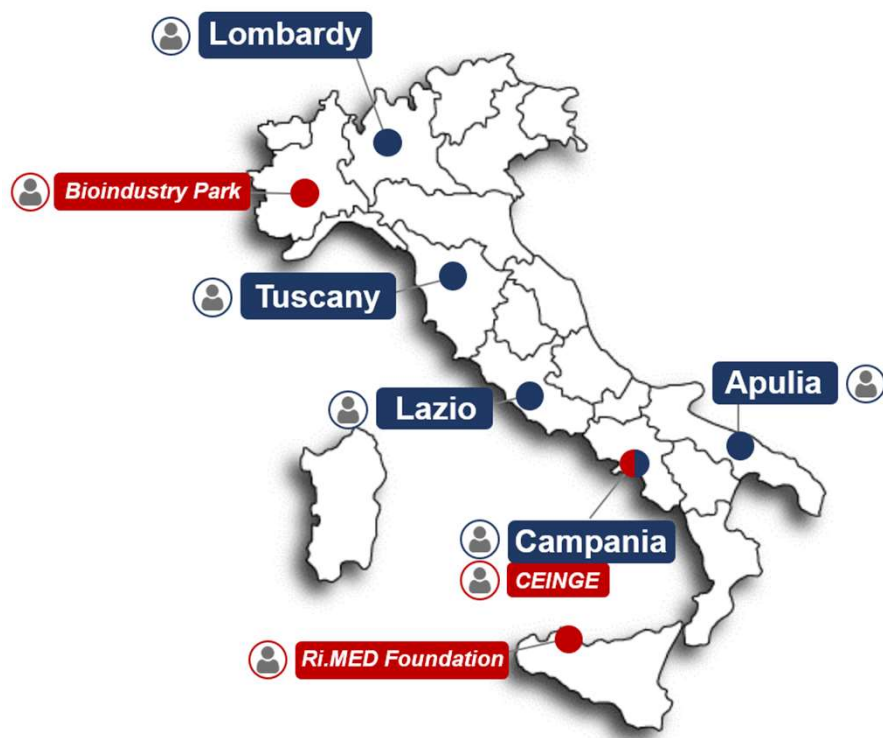 Lombardy
Bioindustry Park
Tuscany
Lazio
Apulia
Campania
CEINGE
Ri.MED Foundation